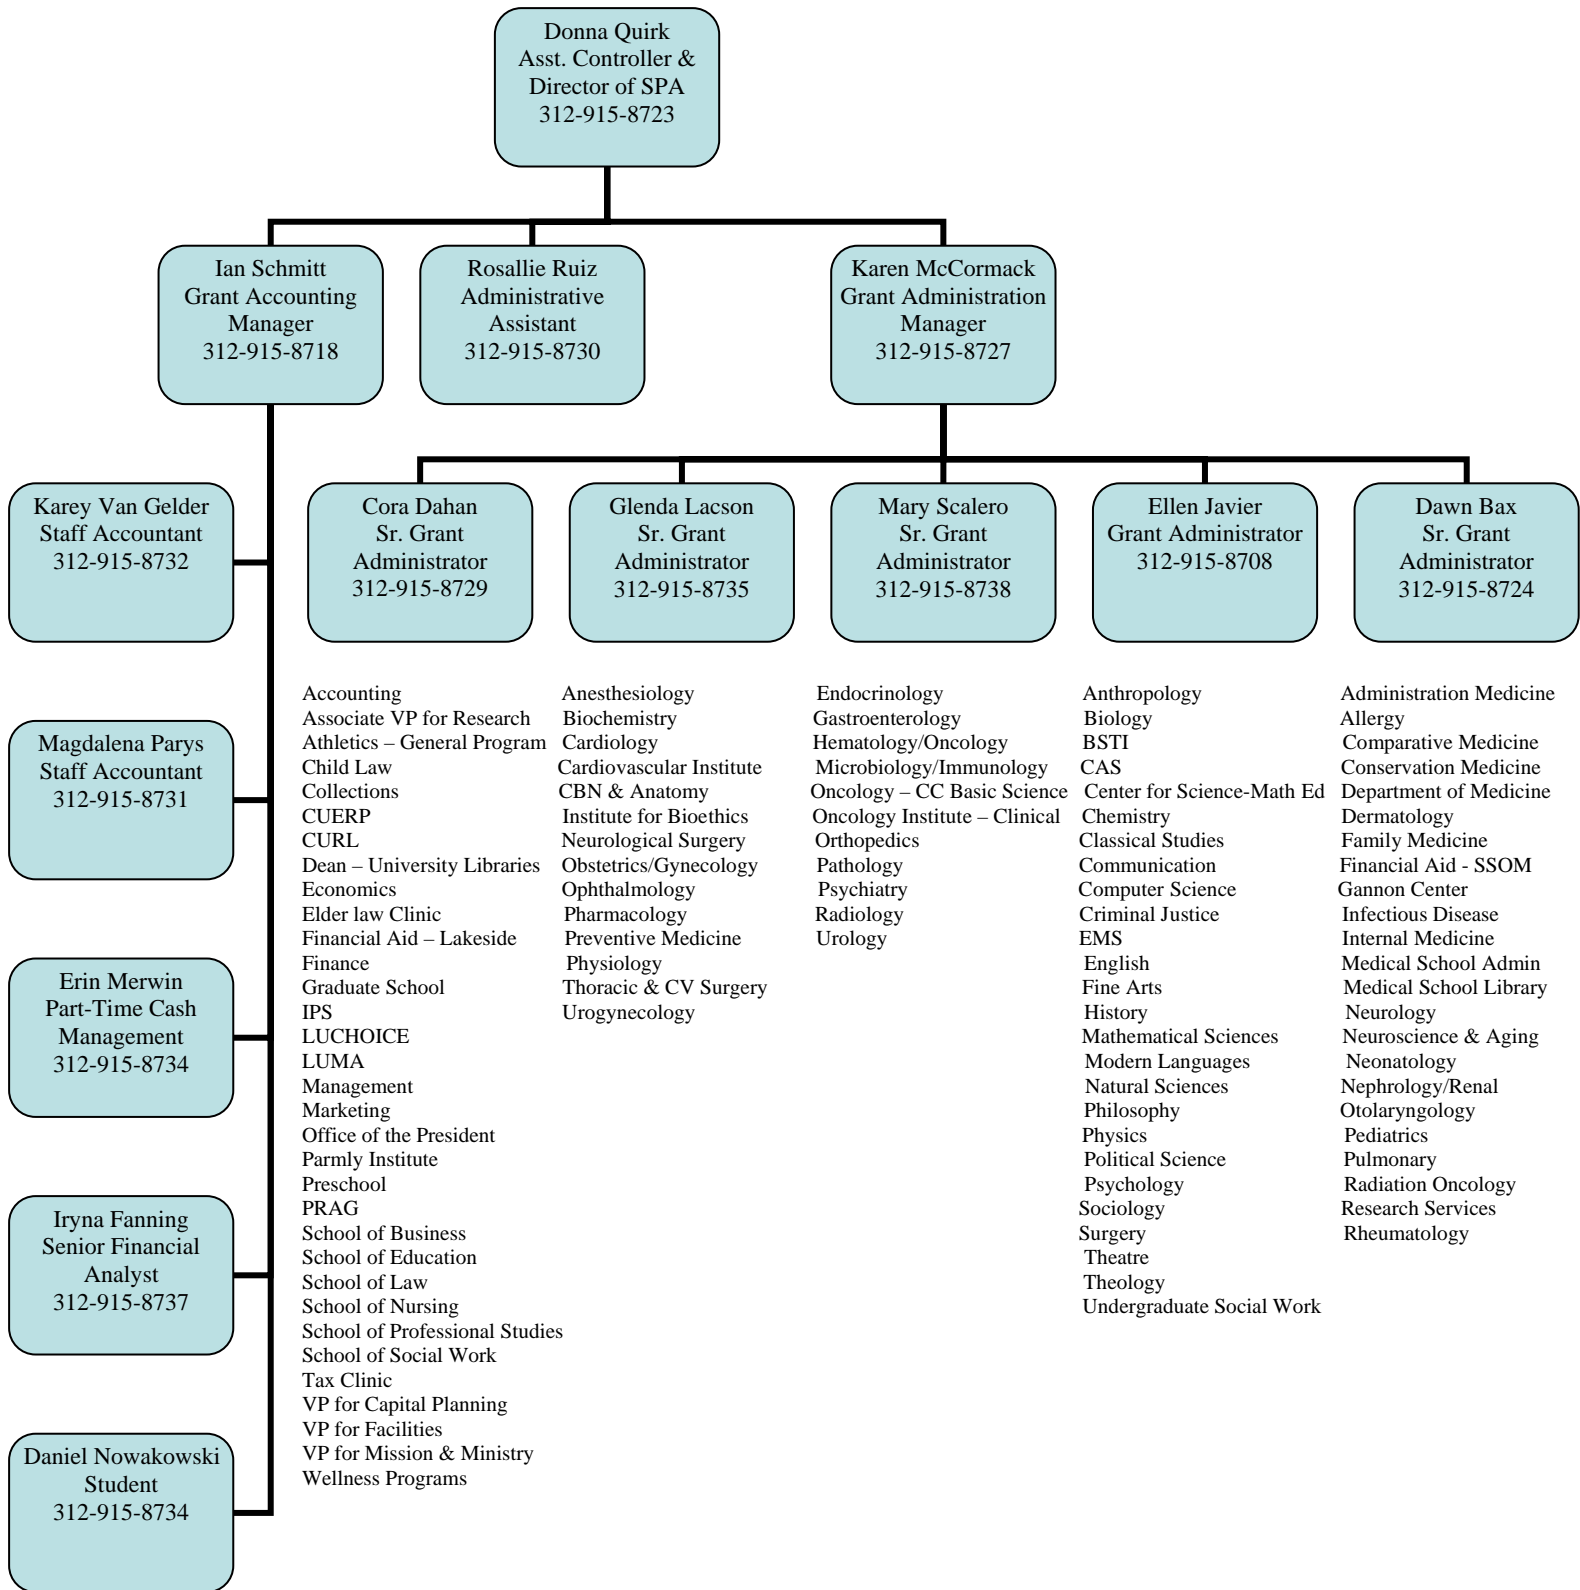 Donna Quirk
Asst. Controller &
Director of SPA
312-915-8723
Ian Schmitt
Grant Accounting
Manager
312-915-8718
Rosallie Ruiz
Administrative
Assistant
312-915-8730
Karen McCormack
Grant Administration
Manager
312-915-8727
Karey Van Gelder
Staff Accountant
312-915-8732
Magdalena Parys
Staff Accountant
312-915-8731
Erin Merwin
Part-Time Cash
Management
312-915-8734
Iryna Fanning
Senior Financial
Analyst
312-915-8737
Daniel Nowakowski
Student
312-915-8734
Cora Dahan
Sr. Grant
Administrator
312-915-8729
Accounting
Associate VP for Research
Athletics – General Program
Child Law
Collections
CUERP
CURL
Dean – University Libraries
Economics
Elder law Clinic
Financial Aid – Lakeside
Finance
Graduate School
IPS
LUCHOICE
LUMA
Management
Marketing
Office of the President
Parmly Institute
Preschool
PRAG
School of Business
School of Education
School of Law
School of Nursing
School of Professional Studies
School of Social Work
Tax Clinic
VP for Capital Planning
VP for Facilities
VP for Mission & Ministry
Wellness Programs
Glenda Lacson
Sr. Grant
Administrator
312-915-8735
Anesthesiology
Biochemistry
Cardiology
Cardiovascular Institute
CBN & Anatomy
Institute for Bioethics
Neurological Surgery
Obstetrics/Gynecology
Ophthalmology
Pharmacology
Preventive Medicine
Physiology
Thoracic & CV Surgery
Urogynecology
Mary Scalero
Sr. Grant
Administrator
312-915-8738
Endocrinology
Gastroenterology
Hematology/Oncology
Microbiology/Immunology
Oncology – CC Basic Science
Oncology Institute – Clinical
Orthopedics
Pathology
Psychiatry
Radiology
Urology
Ellen Javier
Grant Administrator
312-915-8708
Anthropology
Biology
BSTI
CAS
Center for Science-Math Ed
Chemistry
Classical Studies
Communication
Computer Science
Criminal Justice
EMS
English
Fine Arts
History
Mathematical Sciences
Modern Languages
Natural Sciences
Philosophy
Physics
Political Science
Psychology
Sociology
Surgery
Theatre
Theology
Undergraduate Social Work
Dawn Bax
Sr. Grant
Administrator
312-915-8724
Administration Medicine
Allergy
Comparative Medicine
Conservation Medicine
Department of Medicine
Dermatology
Family Medicine
Financial Aid - SSOM
Gannon Center
Infectious Disease
Internal Medicine
Medical School Admin
Medical School Library
Neurology
Neuroscience & Aging
Neonatology
Nephrology/Renal
Otolaryngology
Pediatrics
Pulmonary
Radiation Oncology
Research Services
Rheumatology